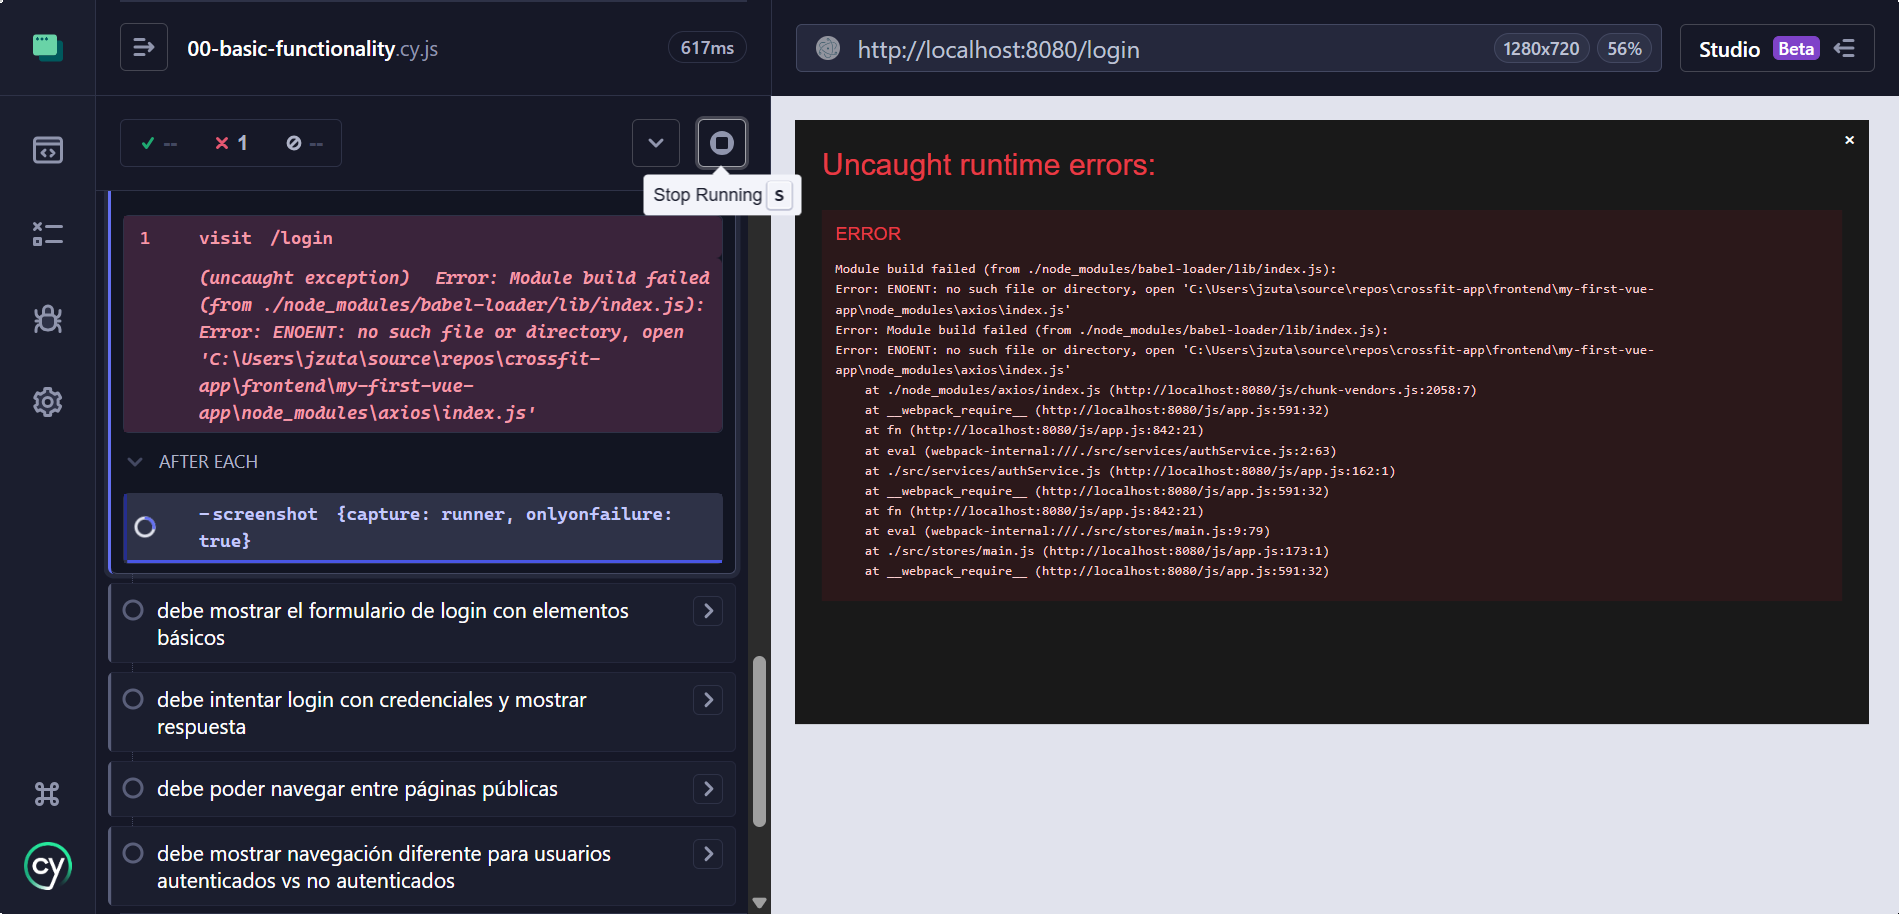 00-basic-functionality.cy.js
617ms
http://localhost:8080/login
1280x720
56%
Studio
Beta
--
1
--
Stop Running S
1 visit /login
(uncaught exception) Error: Module build failed
(from ./node_modules/babel-loader/lib/index.js):
Error: ENOENT: no such file or directory, open
'C:\Users\jzuta\source\repos\crossfit-
app\frontend\my-first-vue-
app\node_modules\axios\index.js'
AFTER EACH
-screenshot {capture: runner, onlyonfailure:
true}
debe mostrar el formulario de login con elementos
básicos
debe intentar login con credenciales y mostrar
respuesta
debe poder navegar entre páginas públicas
debe mostrar navegación diferente para usuarios
autenticados vs no autenticados
cy
×
Uncaught runtime errors:
ERROR
Module build failed (from ./node_modules/babel-loader/lib/index.js):
Error: ENOENT: no such file or directory, open 'C:\Users\jzuta\source\repos\crossfit-app\frontend\my-first-vue-
app\node_modules\axios\index.js'
Error: Module build failed (from ./node_modules/babel-loader/lib/index.js):
Error: ENOENT: no such file or directory, open 'C:\Users\jzuta\source\repos\crossfit-app\frontend\my-first-vue-
app\node_modules\axios\index.js'
at ./node_modules/axios/index.js (http://localhost:8080/js/chunk-vendors.js:2058:7)
at __webpack_require__ (http://localhost:8080/js/app.js:591:32)
at fn (http://localhost:8080/js/app.js:842:21)
at eval (webpack-internal:///./src/services/authService.js:2:63)
at ./src/services/authService.js (http://localhost:8080/js/app.js:162:1)
at __webpack_require__ (http://localhost:8080/js/app.js:591:32)
at fn (http://localhost:8080/js/app.js:842:21)
at eval (webpack-internal:///./src/stores/main.js:9:79)
at ./src/stores/main.js (http://localhost:8080/js/app.js:173:1)
at __webpack_require__ (http://localhost:8080/js/app.js:591:32)